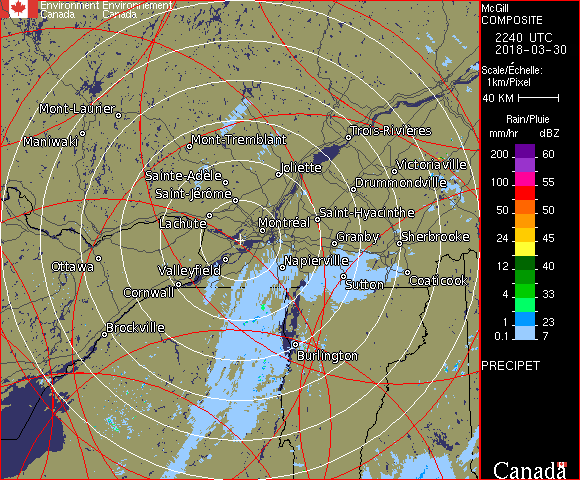 Environment Environnement
Canada Canada
McGill
COMPOSITE
2240 UTC
2018-03-30
Scale/Échelle:
1km/Pixel
40 KM
Rain/Pluie
mm/hr dBZ
200 60
100 55
50 50
24 45
12 40
4 33
1 23
0.1 7
PRECIPET
Canada
Mont-Laurier
Maniwaki
Mont-Tremblant
Trois-Rivières
Joliette
Victoriaville
Sainte-Adèle
Drummondville
Saint-Jérôme
Lachute
Montréal
Saint-Hyacinthe
Granby
Sherbrooke
Ottawa
Valleyfield
Napierville
Cornwall
Sutton
Coaticook
Brockville
Burlington